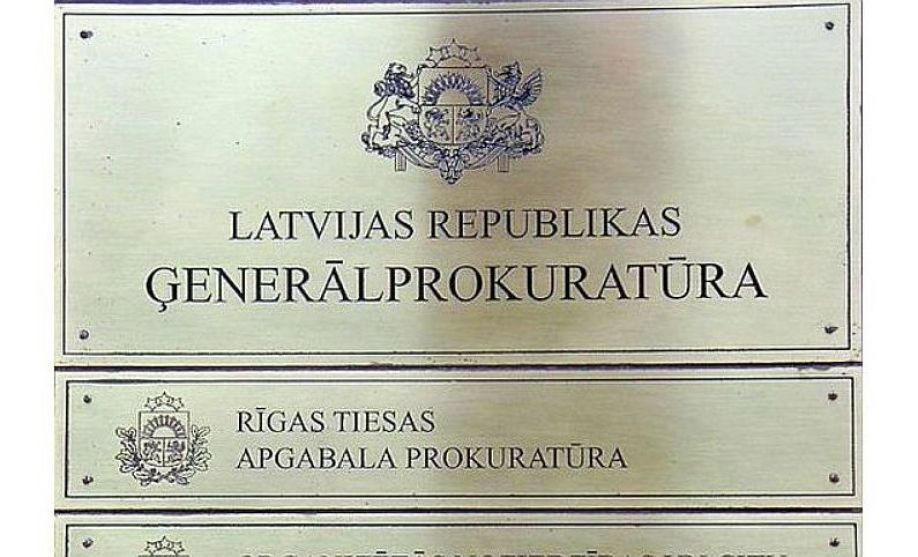 LATVIJAS REPUBLIKAS
ĢENERĀLPROKURATŪRA
RĪGAS TIESAS
APGABALA PROKURATŪRA